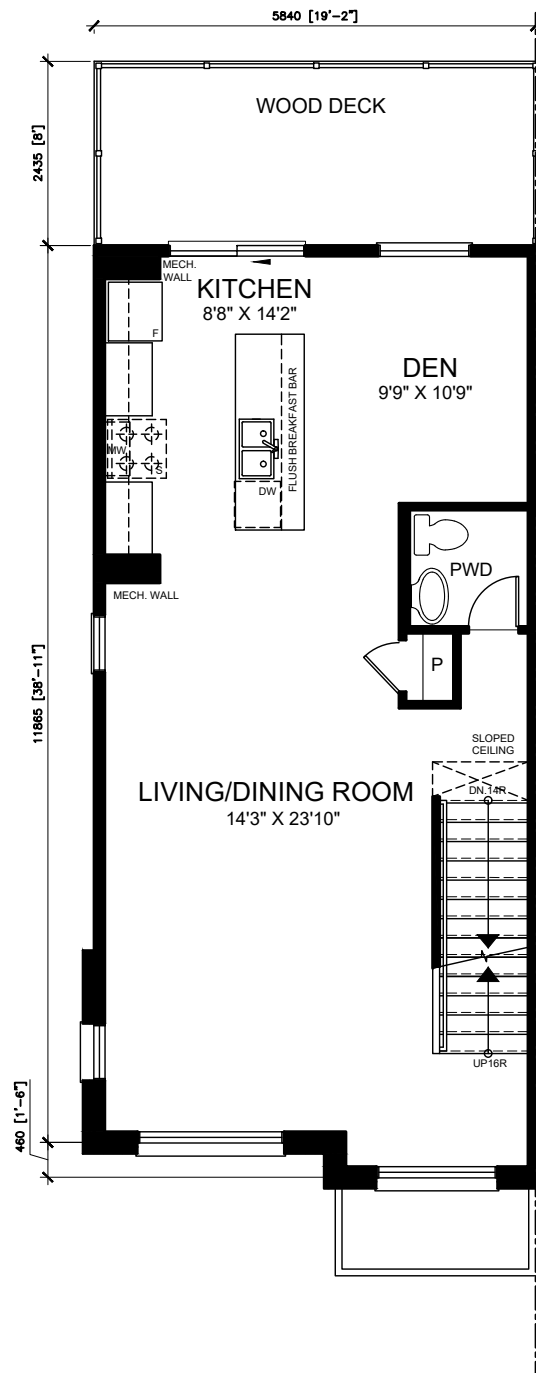 5840 [19'-2"]
WOOD DECK
2435 [8']
MECH.
WALL
KITCHEN
8'8" X 14'2"
F
DEN
9'9" X 10'9"
FLUSH BREAKFAST BAR
MW
S
DW
PWD
MECH. WALL
P
11865 [38'-11"]
SLOPED
CEILING
DN.14R
LIVING/DINING ROOM
14'3" X 23'10"
UP16R
460 [1'-6"]